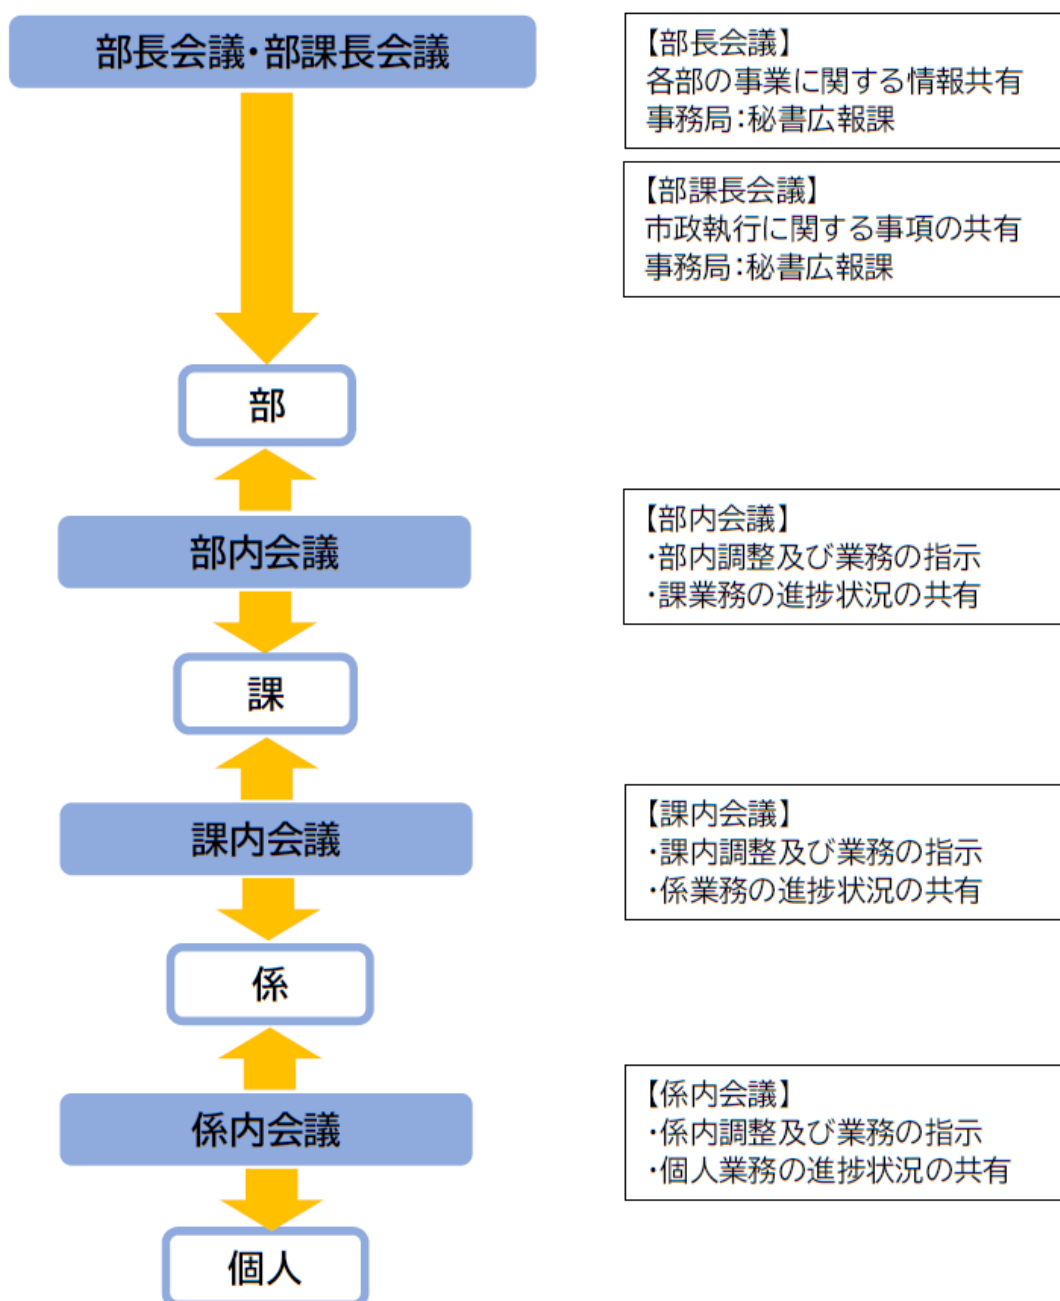 部長会議・部課長会議
【部長会議】
各部の事業に関する情報共有
事務局：秘書広報課
【部課長会議】
市政執行に関する事項の共有
事務局：秘書広報課
部
部内会議
【部内会議】
・部内調整及び業務の指示
・課業務の進捗状況の共有
課
課内会議
【課内会議】
・課内調整及び業務の指示
・係業務の進捗状況の共有
係
係内会議
【係内会議】
・係内調整及び業務の指示
・個人業務の進捗状況の共有
個人